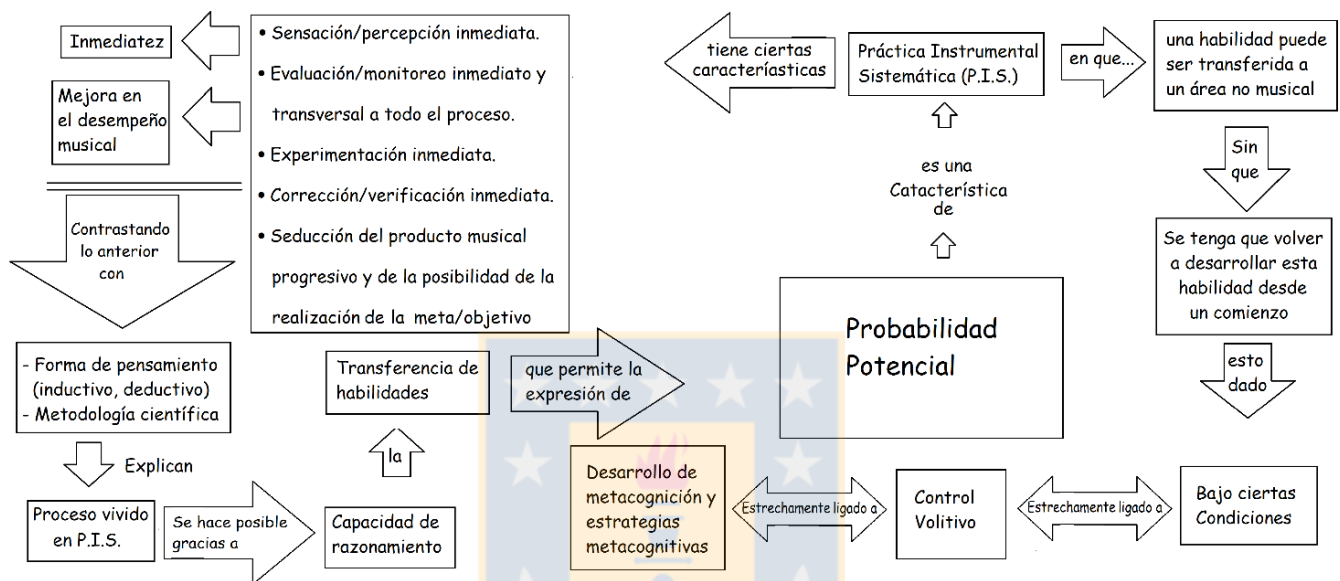 Inmediatez
Mejora en
el desempeño
musical
Contrastando
lo anterior
con
• Sensación/percepción inmediata.
• Evaluación/monitoreo inmediato y
transversal a todo el proceso.
• Experimentación inmediata.
• Corrección/verificación inmediata.
• Seducción del producto musical
progresivo y de la posibilidad de la
realización de la meta/objetivo
tiene ciertas
caracteríasticas
Práctica Instrumental
Sistemática (P.I.S.)
en que...
una habilidad puede
ser transferida a
un área no musical
Sin
que
Se tenga que volver
a desarrollar esta
habilidad desde
un comienzo
esto
dado
es una
Catacterística
de
Probabilidad
Potencial
- Forma de pensamiento
(inductivo, deductivo)
- Metodología científica
Explican
Proceso vivido
en P.I.S.
Se hace posible
gracias a
Capacidad de
razonamiento
la
Transferencia de
habilidades
que permite la
expresión de
Desarrollo de
metacognición y
estrategias
metacognitivas
Estrechamente ligado a
Control
Volitivo
Estrechamente ligado a
Bajo ciertas
Condiciones